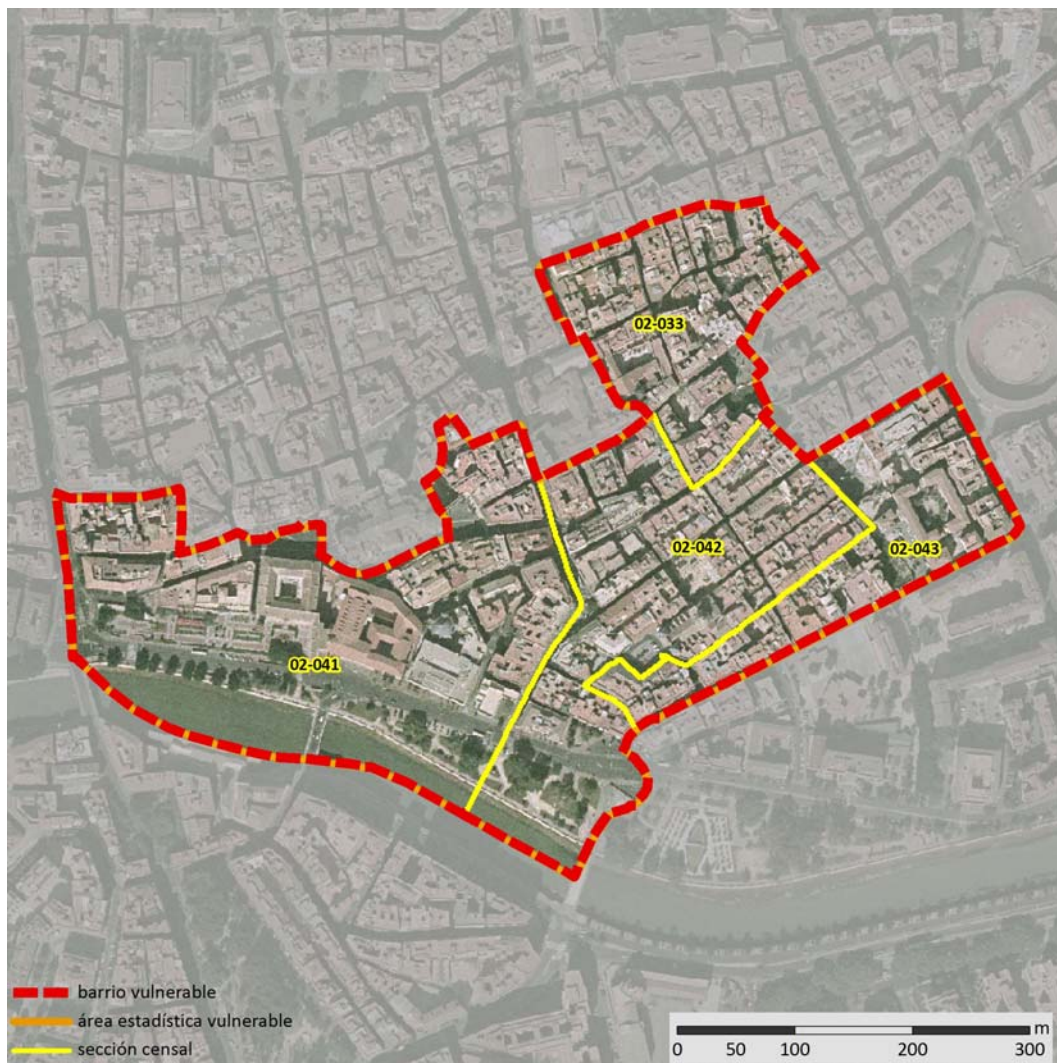 02-033
02-042
02-043
02-041
barrio vulnerable
área estadística vulnerable
sección censal
m
0 50 100 200 300